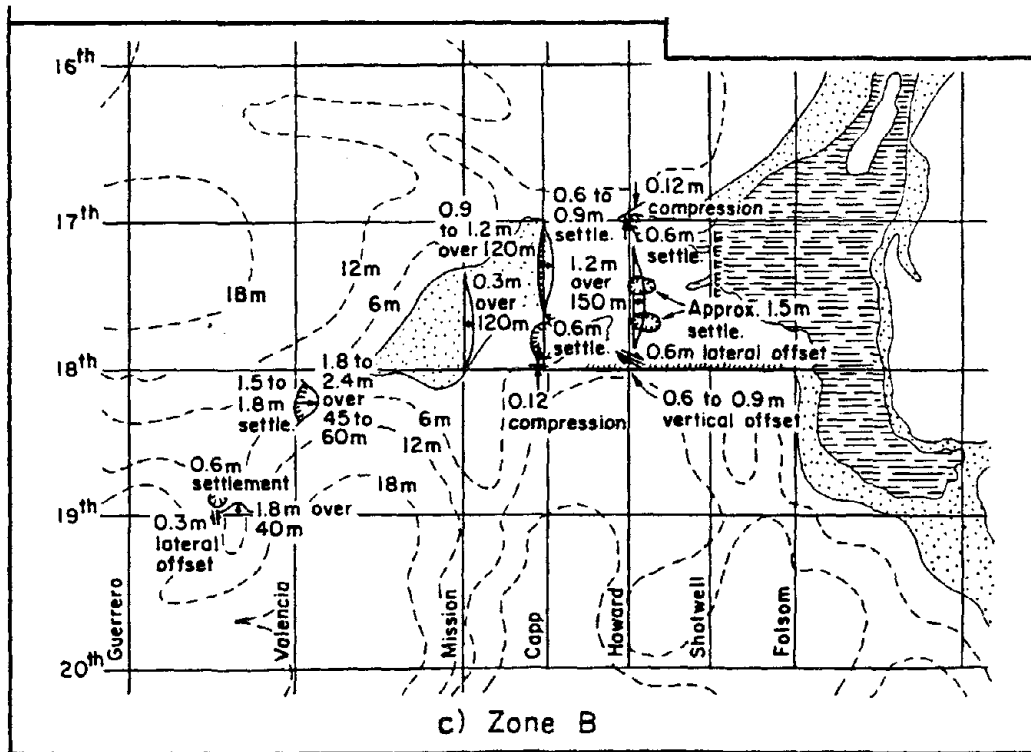 16th
17th
18th
19th
20th
0.9
to 1.2m
over 120m
0.6 to
0.9m
settle.
0.12m
compression
0.6m
settle.
12m
18m
6m
0.3m
over
120m
1.2m
over
150m
Approx. 1.5m
settle.
0.6m
settle.
?
0.6m lateral offset
1.5 to
1.8m
settle.
1.8 to
2.4m
over
45 to
60m
6m
12m
18m
0.12
compression
0.6 to 0.9m
vertical offset
0.6m
settlement
0.3m
lateral
offset
1.8m over
40m
Guerrero
Valencia
Mission
Capp
Howard
Shotwell
Folsom
c) Zone B